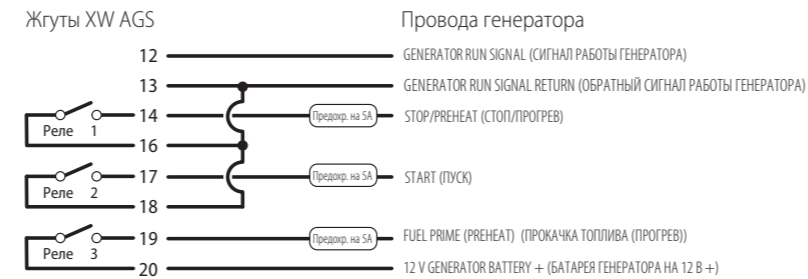 Жгуты XW AGS
Провода генератора
12 GENERATOR RUN SIGNAL (СИГНАЛ РАБОТЫ ГЕНЕРАТОРА)
13 GENERATOR RUN SIGNAL RETURN (ОБРАТНЫЙ СИГНАЛ РАБОТЫ ГЕНЕРАТОРА)
14 Предохр. на 5А STOP/PREHEAT (СТОП/ПРОГРЕВ)
Реле 1
16
17 Предохр. на 5А START (ПУСК)
Реле 2
18
19 Предохр. на 5А FUEL PRIME (PREHEAT) (ПРОКАЧКА ТОПЛИВА (ПРОГРЕВ))
Реле 3
20 12 V GENERATOR BATTERY + (БАТАРЕЯ ГЕНЕРАТОРА НА 12 В +)